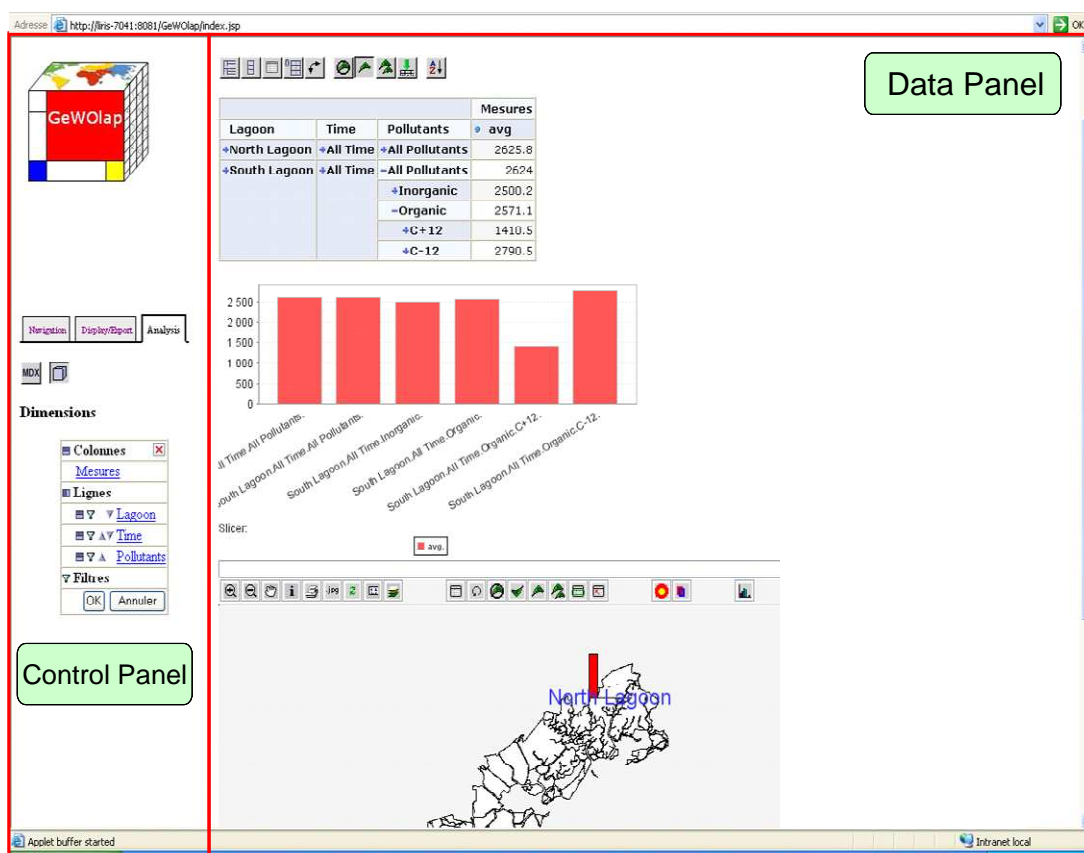 Adresse http://liris-7041:8081/GeWOlap/index.jsp OK
GeWOlap
Data Panel
Mesures
Lagoon Time Pollutants avg
+North Lagoon +All Time +All Pollutants 2625.8
+South Lagoon +All Time -All Pollutants 2624
+Inorganic 2500.2
-Organic 2571.1
+C+12 1410.5
+C-12 2790.5
2 500
2 000
1 500
1 000
500
0
South Lagoon.All Time.All Pollutants.
South Lagoon.All Time.Inorganic.
South Lagoon.All Time.Organic.
South Lagoon.All Time.Organic.C+12.
South Lagoon.All Time.Organic.C-12.
Slicer:
avg.
Navigation Display/Export Analysis
MDX
Dimensions
Colonnes
Mesures
Lignes
Lagoon
Time
Pollutants
Filtres
OK Annuler
Control Panel
North Lagoon
Applet buffer started Intranet local